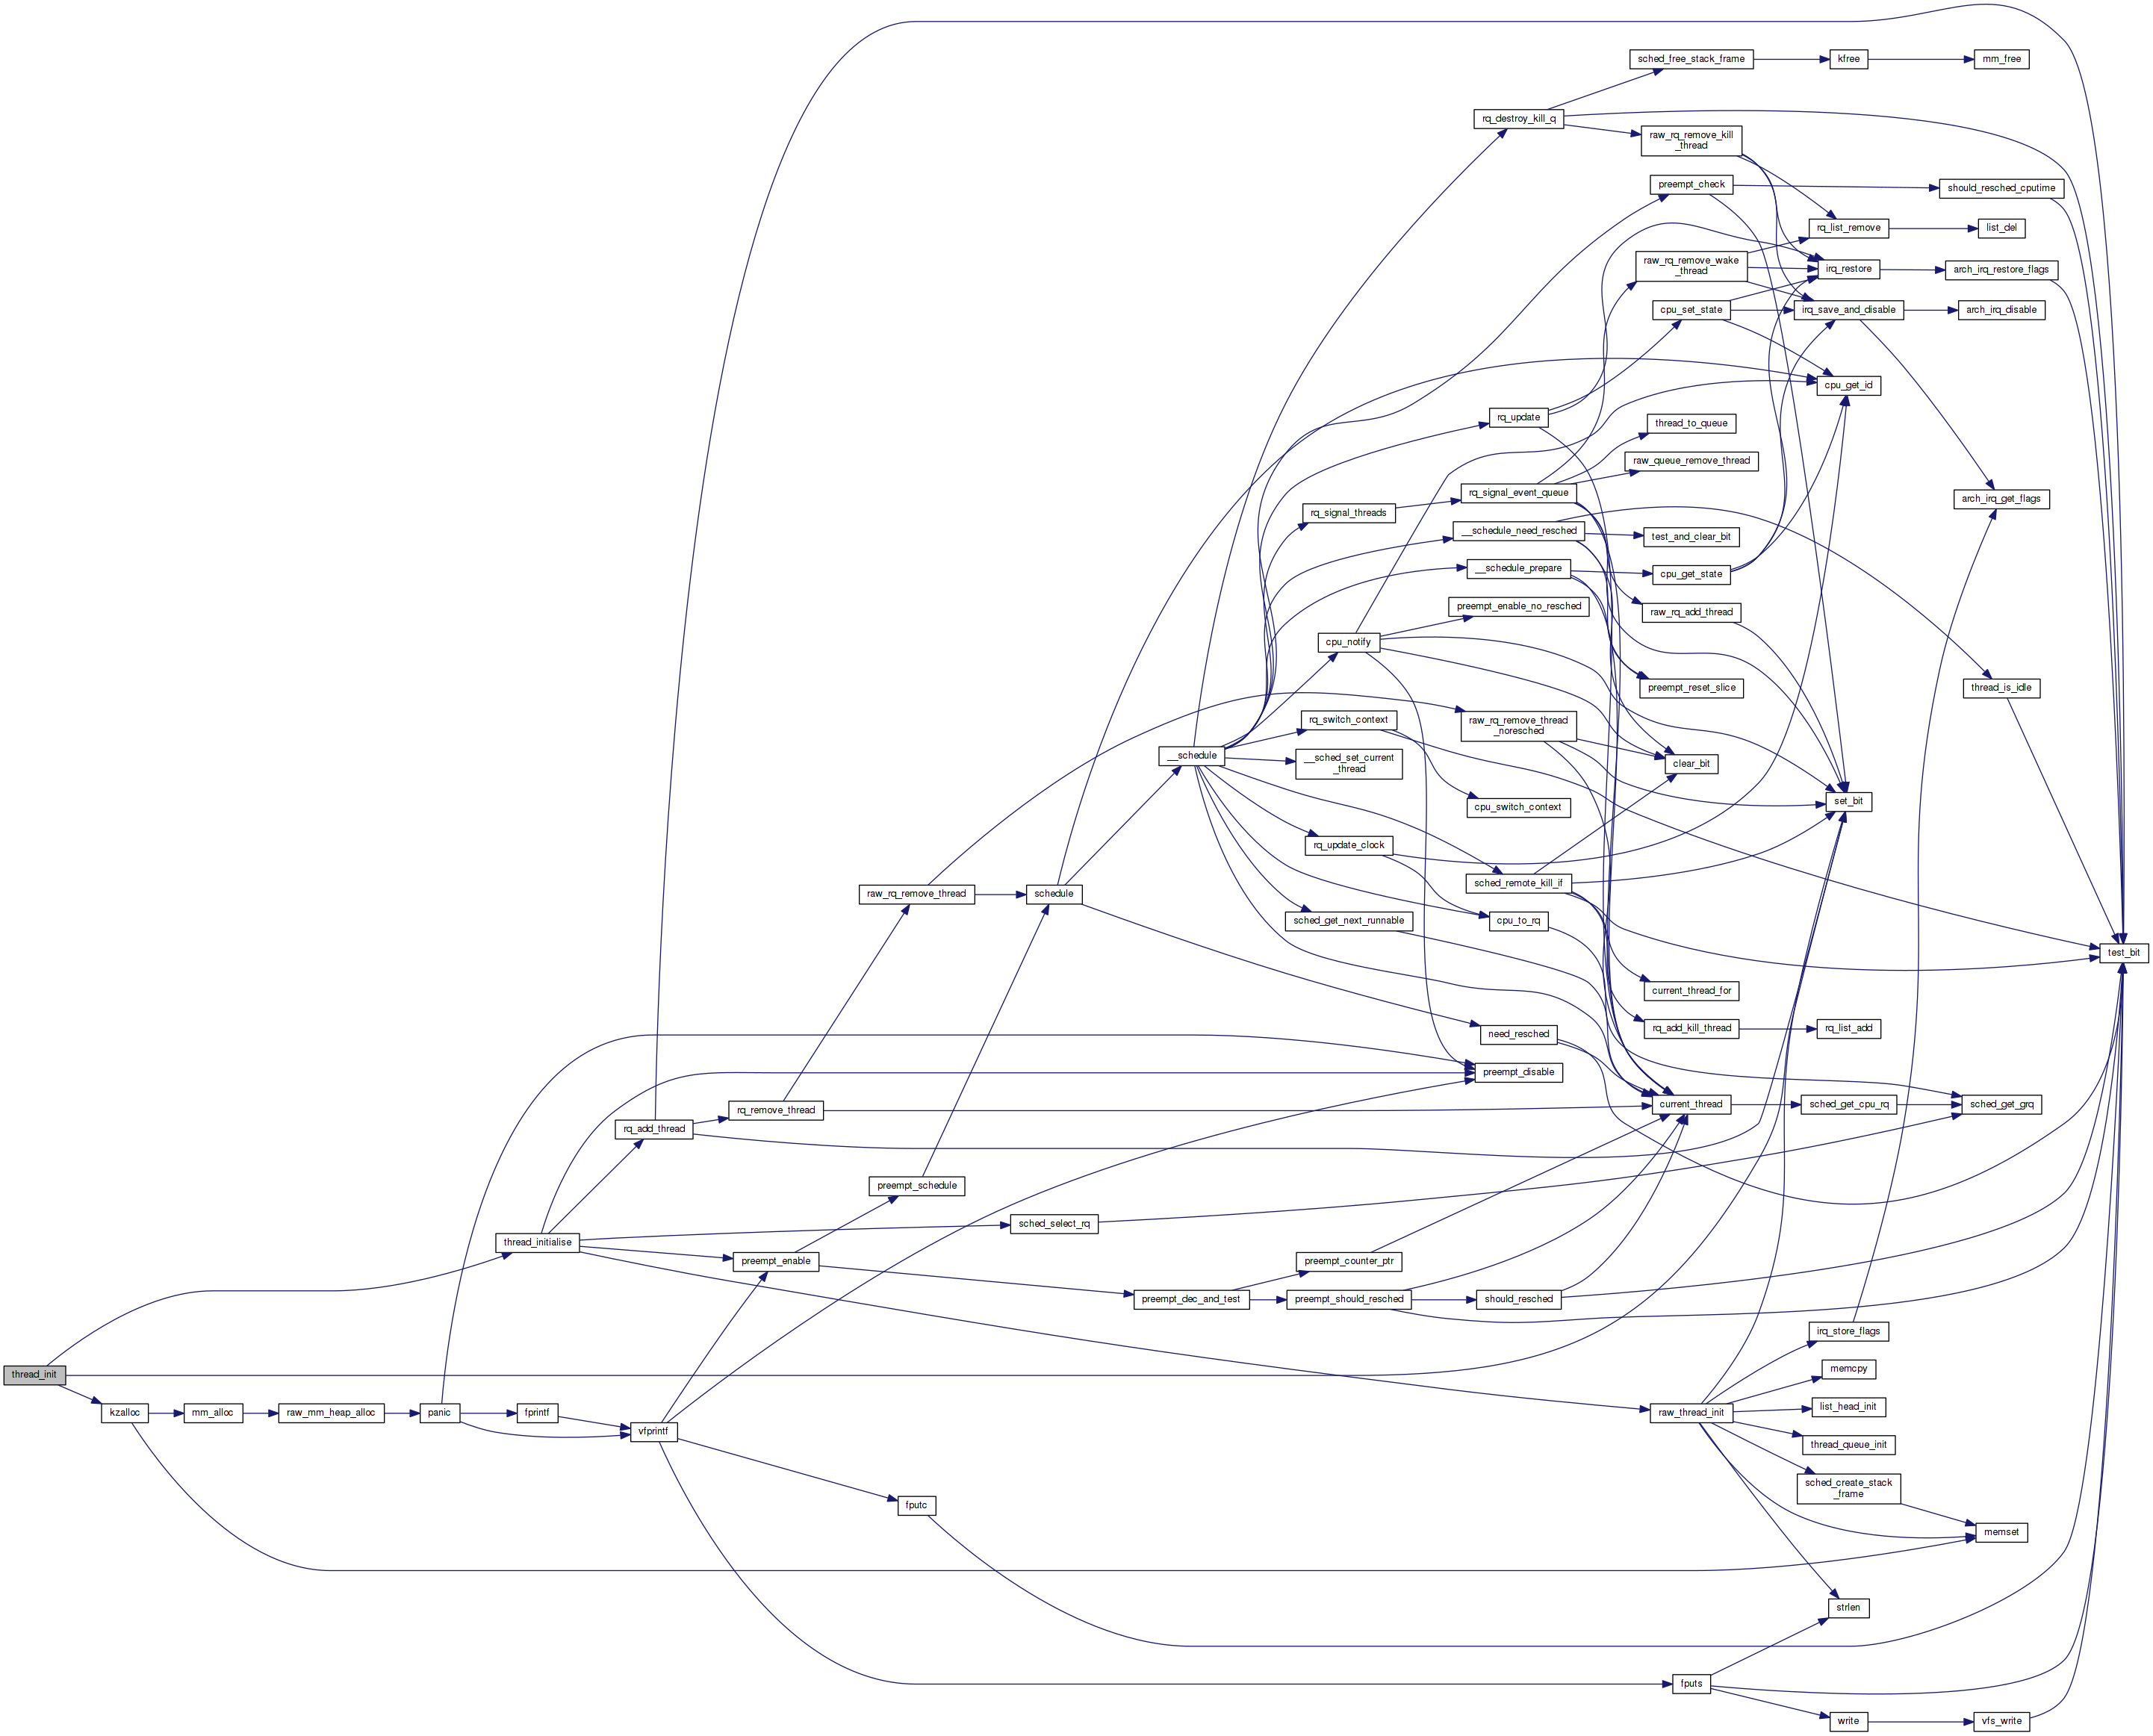 sched_free_stack_frame
kfree
mm_free
rq_destroy_kill_q
raw_rq_remove_kill
_thread
preempt_check
should_resched_cputime
rq_list_remove
list_del
raw_rq_remove_wake
_thread
irq_restore
arch_irq_restore_flags
cpu_set_state
irq_save_and_disable
arch_irq_disable
cpu_get_id
rq_update
thread_to_queue
raw_queue_remove_thread
rq_signal_event_queue
arch_irq_get_flags
rq_signal_threads
__schedule_need_resched
test_and_clear_bit
__schedule_prepare
cpu_get_state
preempt_enable_no_resched
raw_rq_add_thread
cpu_notify
preempt_reset_slice
thread_is_idle
rq_switch_context
raw_rq_remove_thread
_noresched
__schedule
__sched_set_current
_thread
clear_bit
cpu_switch_context
set_bit
rq_update_clock
sched_remote_kill_if
raw_rq_remove_thread
schedule
sched_get_next_runnable
cpu_to_rq
test_bit
current_thread_for
need_resched
rq_add_kill_thread
rq_list_add
preempt_disable
rq_remove_thread
current_thread
sched_get_cpu_rq
sched_get_grq
rq_add_thread
preempt_schedule
sched_select_rq
thread_initialise
preempt_enable
preempt_counter_ptr
preempt_dec_and_test
preempt_should_resched
should_resched
irq_store_flags
thread_init
memcpy
kzalloc
mm_alloc
raw_mm_heap_alloc
panic
fprintf
raw_thread_init
list_head_init
vfprintf
thread_queue_init
sched_create_stack
_frame
fputc
memset
strlen
fputs
write
vfs_write